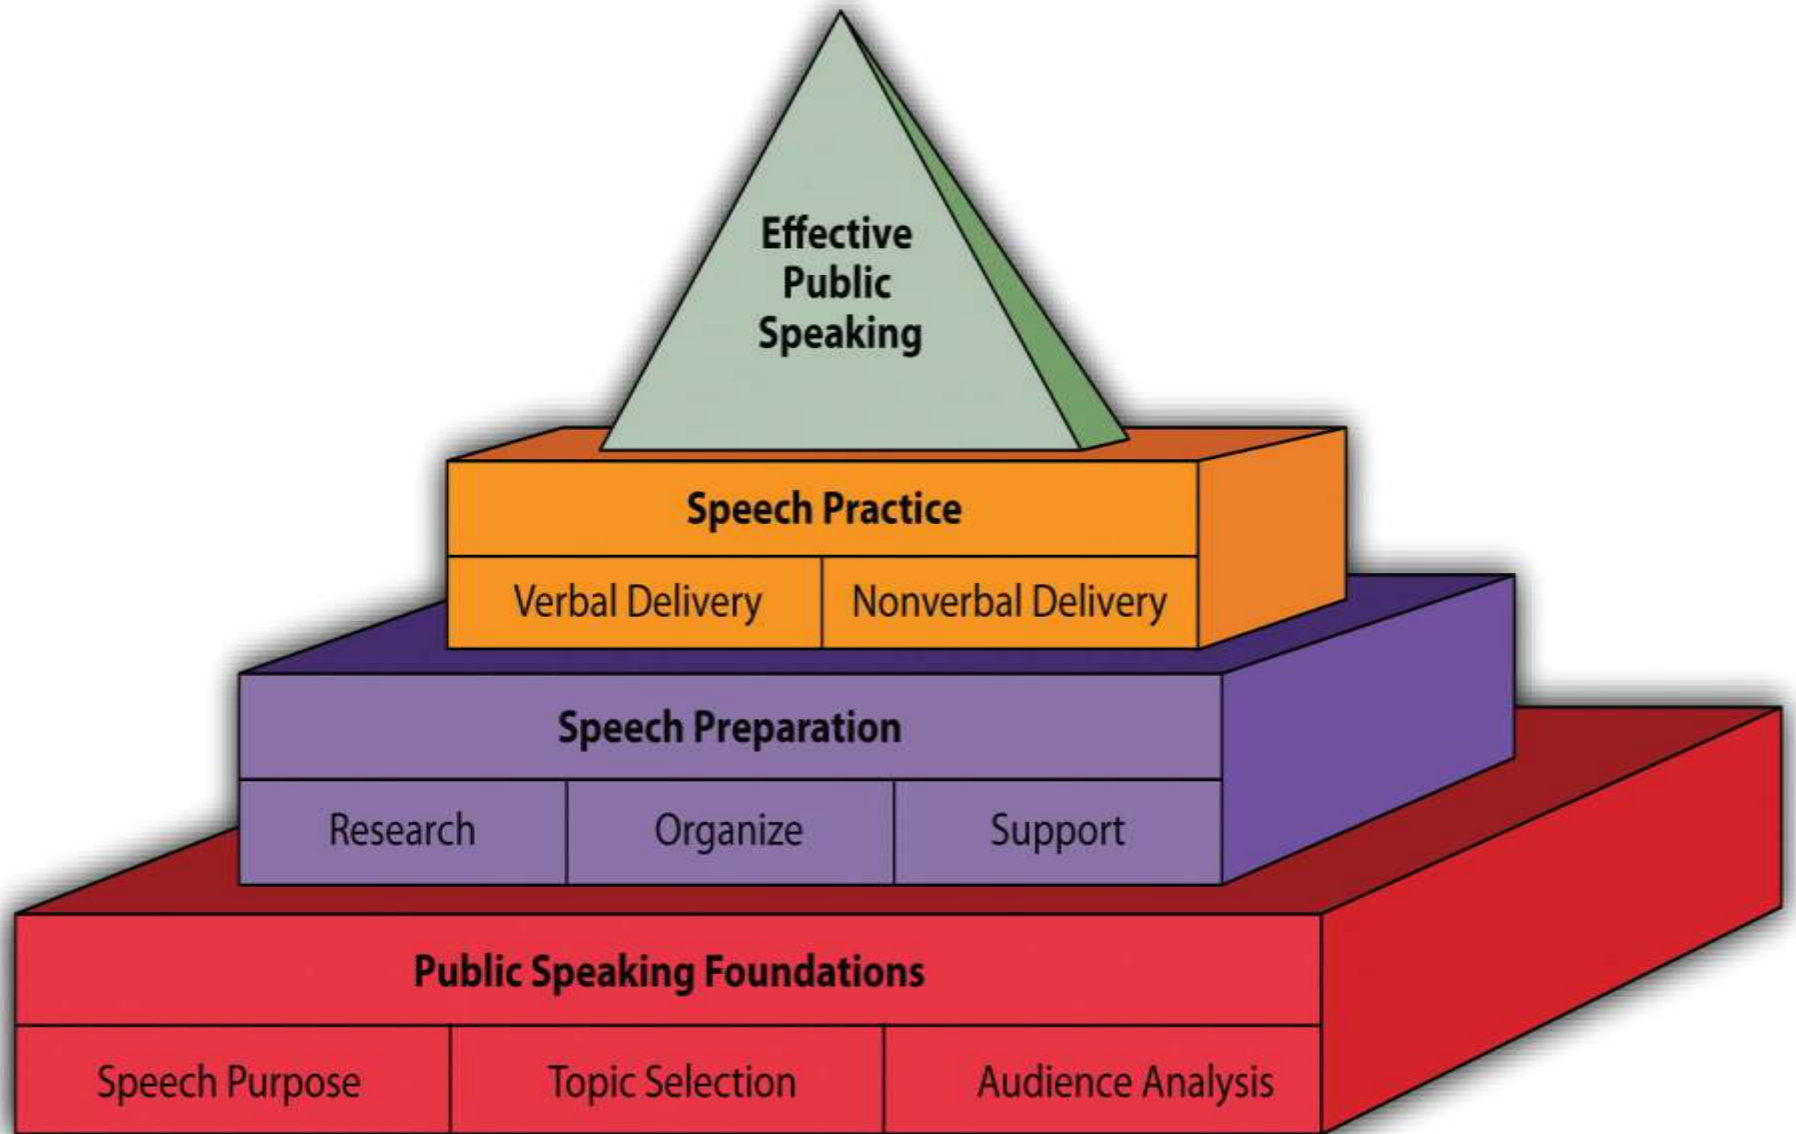 Effective
Public
Speaking
Speech Practice
Verbal Delivery
Nonverbal Delivery
Speech Preparation
Research
Organize
Support
Public Speaking Foundations
Speech Purpose
Topic Selection
Audience Analysis